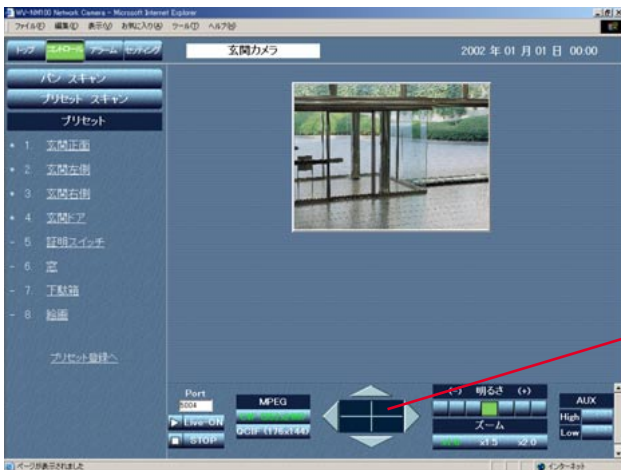 WV-NM100 Network Camera - Microsoft Internet Explorer
ファイル(F) 編集(E) 表示(V) お気に入り(A) ツール(T) ヘルプ(H)
トップ コントロール アラーム セッティング
玄関カメラ
2002 年 01 月 01 日 00:00
パン スキャン
プリセット スキャン
プリセット
1. 玄関正面
2. 玄関左側
3. 玄関右側
4. 玄関ドア
5. 証明スイッチ
6. 窓
7. 下駄箱
8. 絵画
プリセット登録へ
Port
MPEG
Live ON
QCIF (176x144)
STOP
(-) 明るさ (+)
ズーム
x1.5 x2.0
AUX
High
Low
ページが表示されました
インターネット